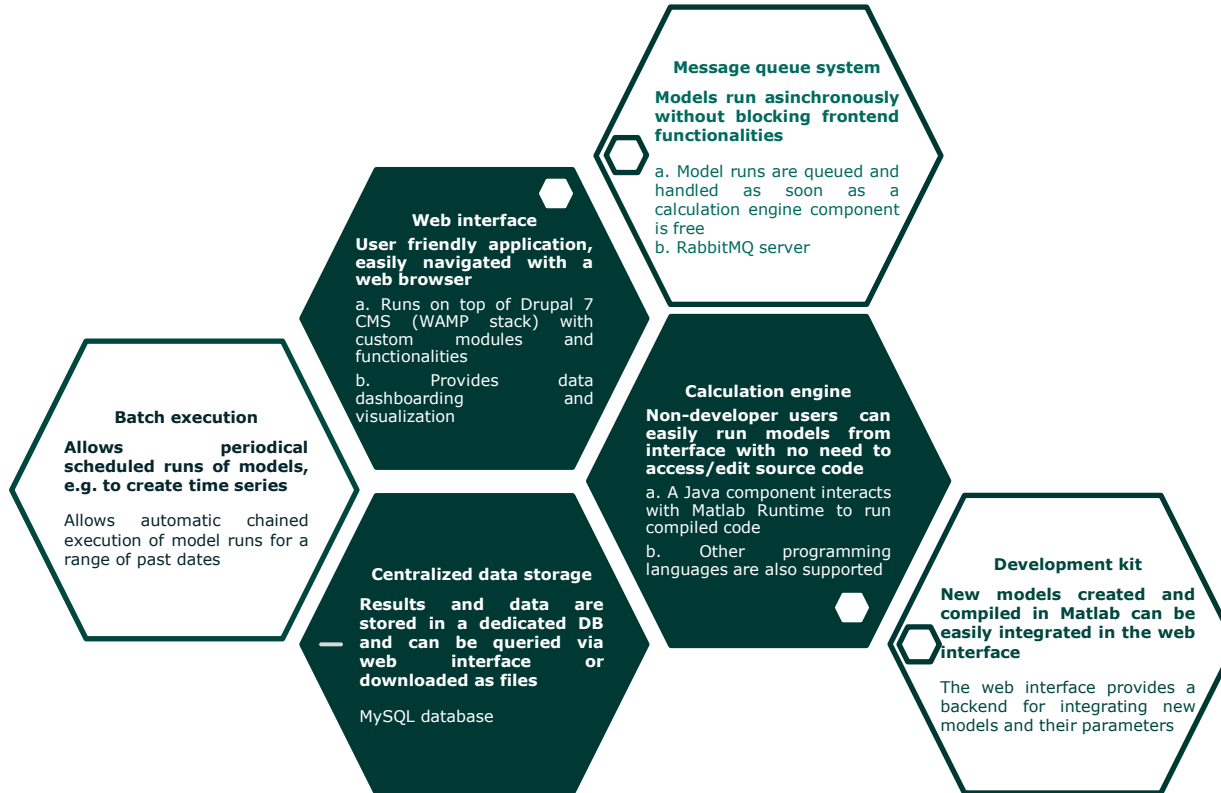 Message queue system
Models run asinchronously
without blocking frontend
functionalities
a. Model runs are queued and
handled as soon as a
calculation engine component
is free
b. RabbitMQ server
Web interface
User friendly application,
easily navigated with a
web browser
a. Runs on top of Drupal 7
CMS (WAMP stack) with
custom modules and
functionalities
b. Provides data
dashboarding and
visualization
Batch execution
Allows periodical
scheduled runs of models,
e.g. to create time series
Allows automatic chained
execution of model runs for a
range of past dates
Calculation engine
Non-developer users can
easily run models from
interface with no need to
access/edit source code
a. A Java component interacts
with Matlab Runtime to run
compiled code
b. Other programming
languages are also supported
Centralized data storage
Results and data are
stored in a dedicated DB
and can be queried via
web interface or
downloaded as files
MySQL database
Development kit
New models created and
compiled in Matlab can be
easily integrated in the web
interface
The web interface provides a
backend for integrating new
models and their parameters